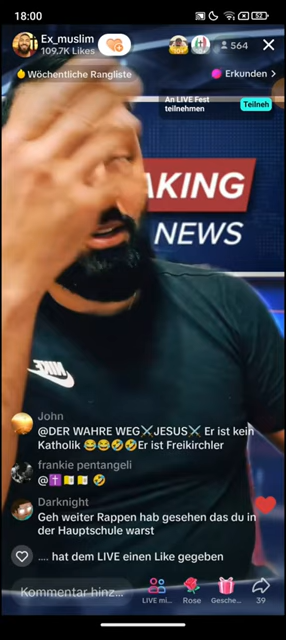 18:00
52
Ex_muslim
109.7K Likes
564
Wöchentliche Rangliste
Erkunden >
An LIVE Fest
teilnehmen
Teilneh
AKING
NEWS
NIKE
John
@DER WAHRE WEG⚔️JESUS⚔️ Er ist kein
Katholik 😂😂🤣🤣Er ist Freikirchler
frankie pentangeli
@✝️🇻🇦🇻🇦 🤣
Darknight
Geh weiter Rappen hab gesehen das du in
der Hauptschule warst
.... hat dem LIVE einen Like gegeben
Kommentar hinz...
LIVE mi...
Rose
Gesche...
39